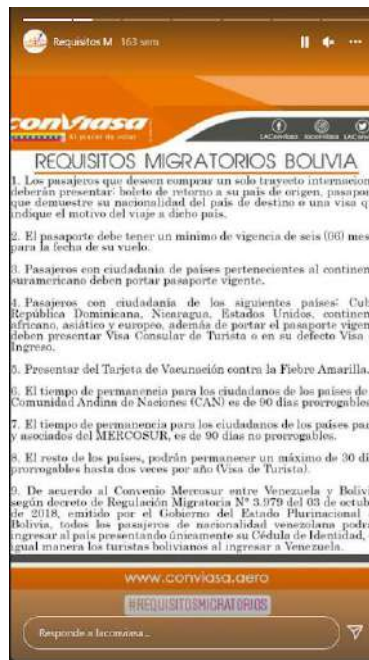 Requisitos M 163 sem
conviasa
El placer de volar
LAConviasa laconviasa LAConv
REQUISITOS MIGRATORIOS BOLIVIA
1. Los pasajeros que deseen comprar un solo trayecto internacion
deberán presentar: boleto de retorno a su país de origen, pasapor
que demuestre su nacionalidad del país de destino o una visa q
indique el motivo del viaje a dicho país.
2. El pasaporte debe tener un mínimo de vigencia de seis (06) mes
para la fecha de su vuelo.
3. Pasajeros con ciudadanía de países pertenecientes al continen
suramericano deben portar pasaporte vigente.
4. Pasajeros con ciudadanía de los siguientes países: Cub
República Dominicana, Nicaragua, Estados Unidos, continen
africano, asiático y europeo, además de portar el pasaporte vigen
deben presentar Visa Consular de Turista o en su defecto Visa
Ingreso.
5. Presentar del Tarjeta de Vacunación contra la Fiebre Amarilla.
6. El tiempo de permanencia para los ciudadanos de los países de
Comunidad Andina de Naciones (CAN) es de 90 días prorrogables
7. El tiempo de permanencia para los ciudadanos de los países par
y asociados del MERCOSUR, es de 90 días no prorrogables.
8. El resto de los países, podrán permanecer un máximo de 30 dí
prorrogables hasta dos veces por año (Visa de Turista).
9. De acuerdo al Convenio Mercosur entre Venezuela y Bolivi
según decreto de Regulación Migratoria Nº 3.979 del 03 de octub
de 2018, emitido por el Gobierno del Estado Plurinacional
Bolivia, todos los pasajeros de nacionalidad venezolana podrá
ingresar al país presentando únicamente su Cédula de Identidad,
igual manera los turistas bolivianos al ingresar a Venezuela.
www.conviasa.aero
#REQUISITOSMIGRATORIOS
Responde a laconviasa...